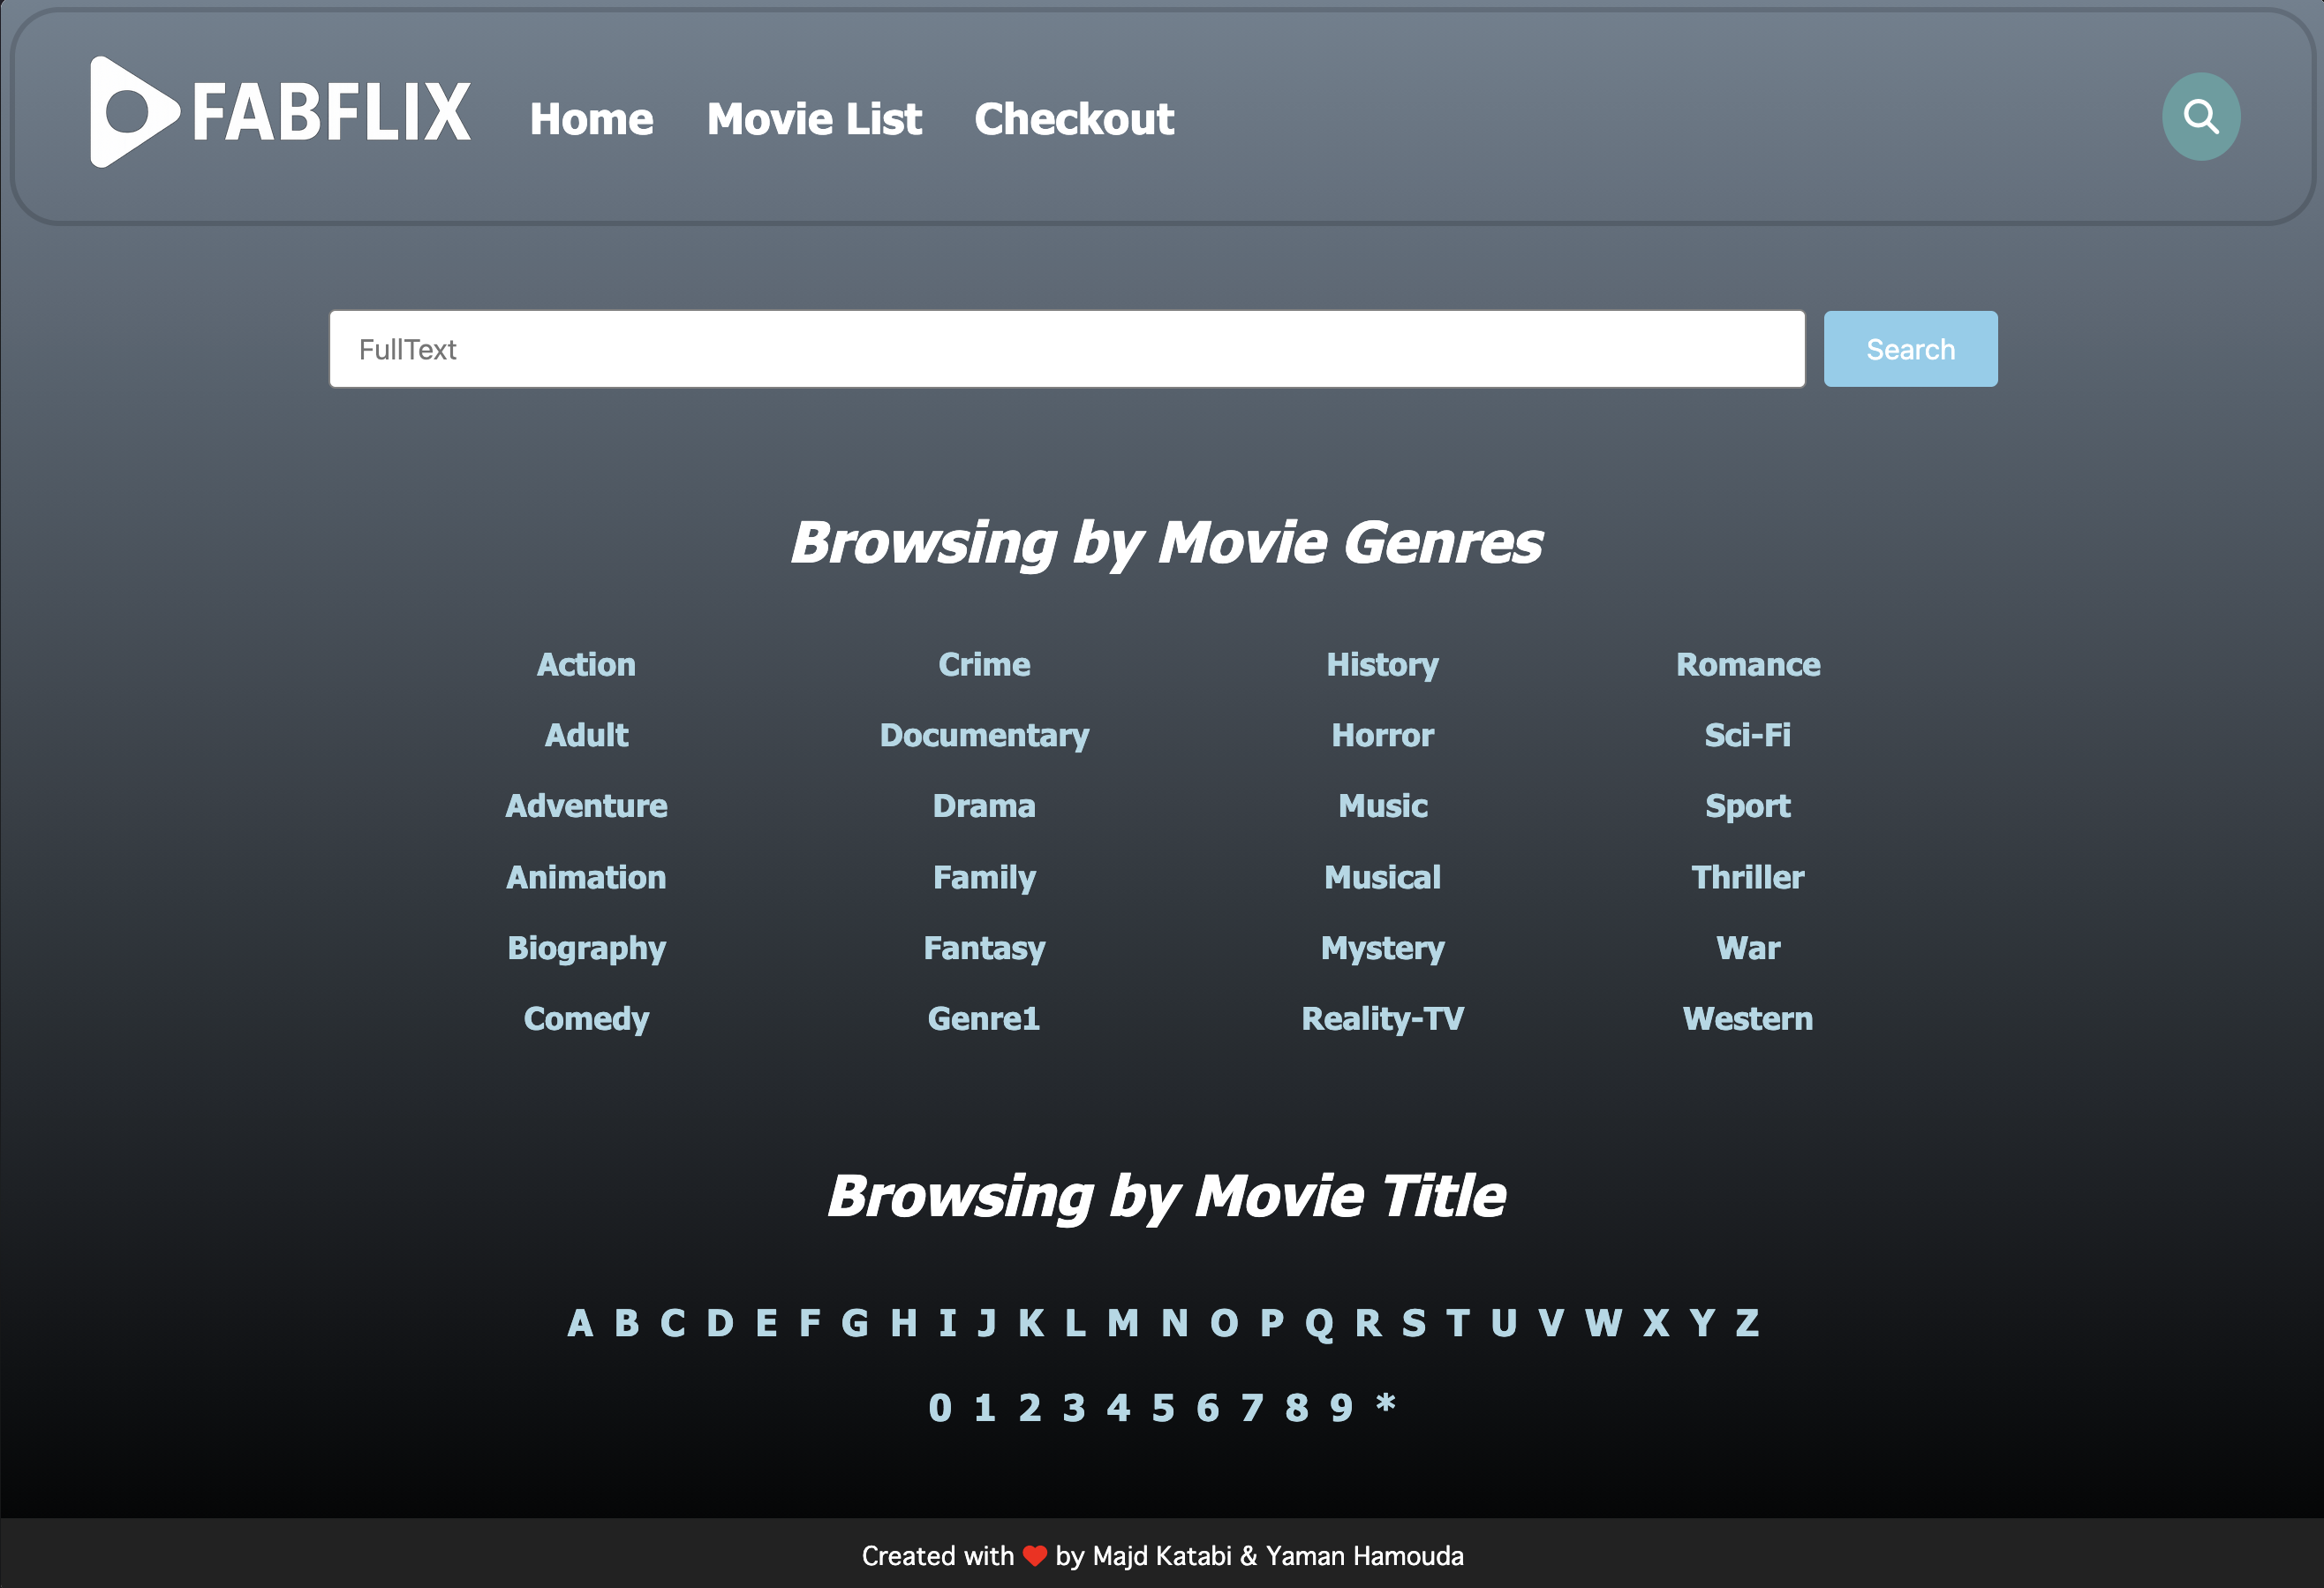 FABFLIX Home Movie List Checkout
FullText Search
Browsing by Movie Genres
Action Crime History Romance
Adult Documentary Horror Sci-Fi
Adventure Drama Music Sport
Animation Family Musical Thriller
Biography Fantasy Mystery War
Comedy Genre1 Reality-TV Western
Browsing by Movie Title
A B C D E F G H I J K L M N O P Q R S T U V W X Y Z
0 1 2 3 4 5 6 7 8 9 *
Created with ❤️ by Majd Katabi & Yaman Hamouda